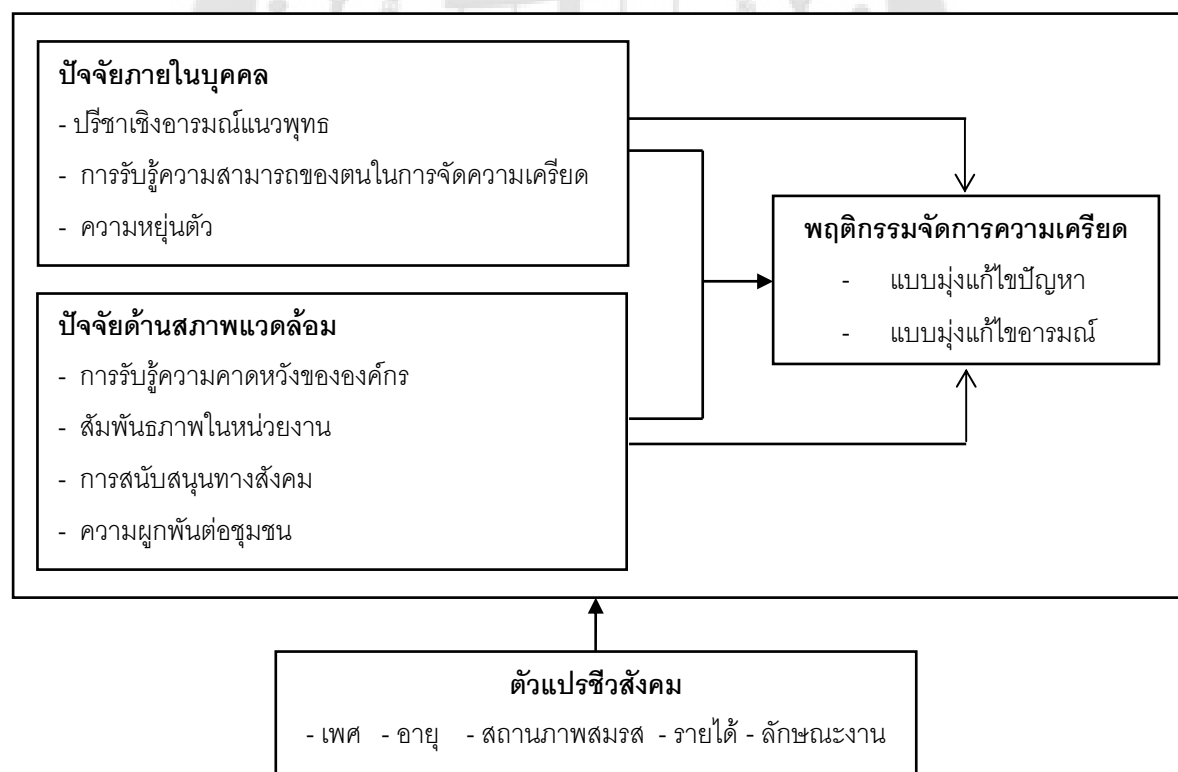 ปัจจัยภายในบุคคล
- ปรีชาเชิงอารมณ์แนวพุทธ
- การรับรู้ความสามารถของตนในการจัดความเครียด
- ความหยุ่นตัว
พฤติกรรมจัดการความเครียด
- แบบมุ่งแก้ไขปัญหา
- แบบมุ่งแก้ไขอารมณ์
ปัจจัยด้านสภาพแวดล้อม
- การรับรู้ความคาดหวังขององค์กร
- สัมพันธภาพในหน่วยงาน
- การสนับสนุนทางสังคม
- ความผูกพันต่อชุมชน
ตัวแปรชีวสังคม
- เพศ - อายุ - สถานภาพสมรส - รายได้ - ลักษณะงาน